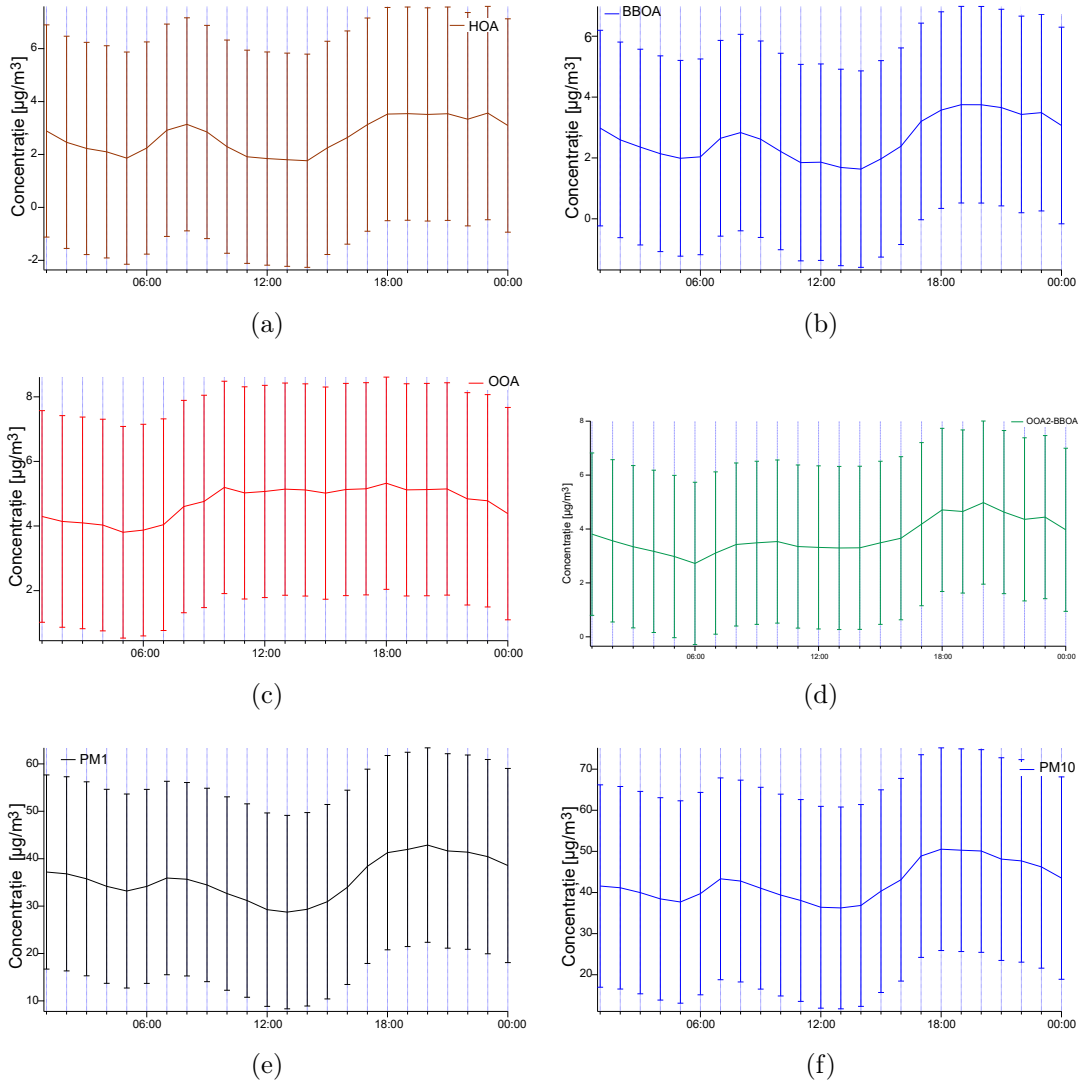 HOA
Concentrație [µg/m³]
6
4
2
0
-2
06:00 12:00 18:00 00:00
(a)
BBOA
Concentrație [µg/m³]
6
4
2
0
06:00 12:00 18:00 00:00
(b)
OOA
Concentrație [µg/m³]
8
6
4
2
06:00 12:00 18:00 00:00
(c)
OOA2-BBOA
Concentrație [µg/m³]
8
6
4
2
0
06:00 12:00 18:00 00:00
(d)
PM1
Concentrație [µg/m³]
60
50
40
30
20
10
06:00 12:00 18:00 00:00
(e)
PM10
Concentrație [µg/m³]
70
60
50
40
30
20
06:00 12:00 18:00 00:00
(f)